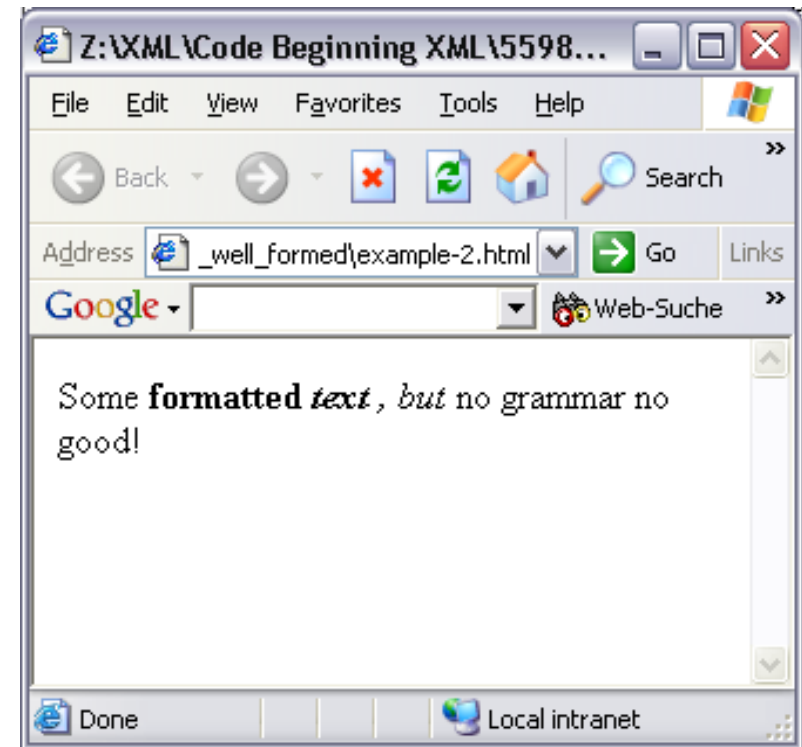 Z:\XML\Code Beginning XML\5598...
File Edit View Favorites Tools Help
Back Search »
Address _well_formed\example-2.html Go Links
Google Web-Suche »
Some formatted text , but no grammar no
good!
Done Local intranet